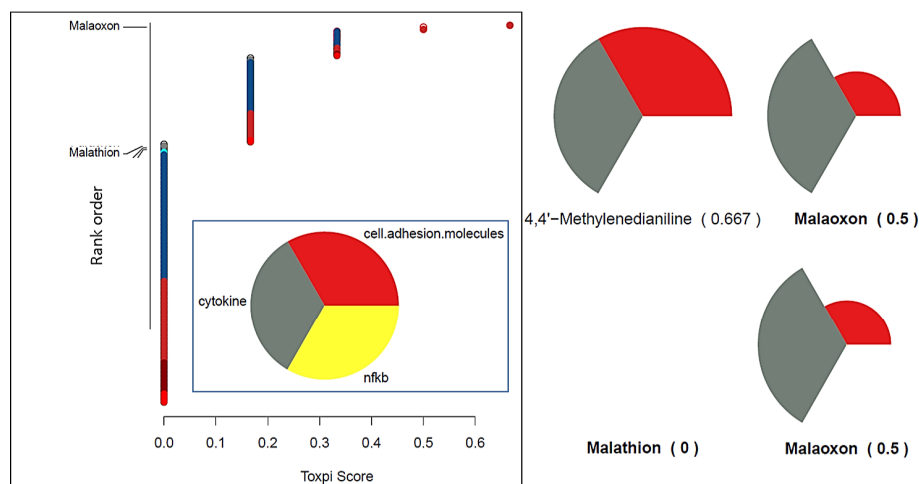 Malaoxon
Malathion
Rank order
cell.adhesion.molecules
cytokine
nfkb
0.0 0.1 0.2 0.3 0.4 0.5 0.6
Toxpi Score
4,4'−Methylenedianiline ( 0.667 )
Malaoxon ( 0.5 )
Malathion ( 0 )
Malaoxon ( 0.5 )